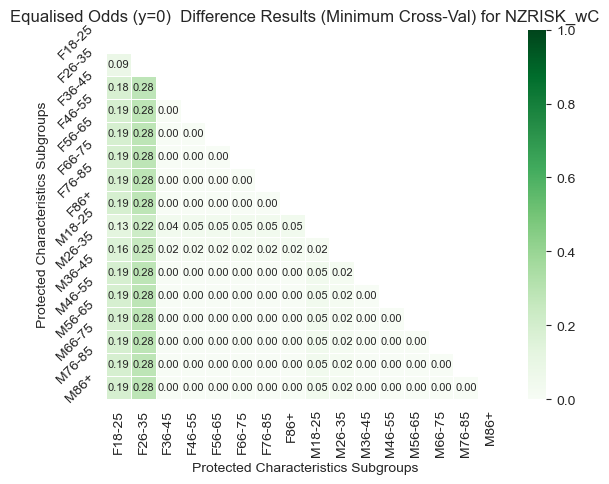 Equalised Odds (y=0)  Difference Results (Minimum Cross-Val) for NZRISK_wC
Protected Characteristics Subgroups
F18-25
F26-35 0.09
F36-45 0.18 0.28
F46-55 0.19 0.28 0.00
F56-65 0.19 0.28 0.00 0.00
F66-75 0.19 0.28 0.00 0.00 0.00
F76-85 0.19 0.28 0.00 0.00 0.00 0.00
F86+ 0.19 0.28 0.00 0.00 0.00 0.00 0.00
M18-25 0.13 0.22 0.04 0.05 0.05 0.05 0.05 0.05
M26-35 0.16 0.25 0.02 0.02 0.02 0.02 0.02 0.02 0.02
M36-45 0.19 0.28 0.00 0.00 0.00 0.00 0.00 0.00 0.05 0.02
M46-55 0.19 0.28 0.00 0.00 0.00 0.00 0.00 0.00 0.05 0.02 0.00
M56-65 0.19 0.28 0.00 0.00 0.00 0.00 0.00 0.00 0.05 0.02 0.00 0.00
M66-75 0.19 0.28 0.00 0.00 0.00 0.00 0.00 0.00 0.05 0.02 0.00 0.00 0.00
M76-85 0.19 0.28 0.00 0.00 0.00 0.00 0.00 0.00 0.05 0.02 0.00 0.00 0.00 0.00
M86+ 0.19 0.28 0.00 0.00 0.00 0.00 0.00 0.00 0.05 0.02 0.00 0.00 0.00 0.00 0.00
F18-25 F26-35 F36-45 F46-55 F56-65 F66-75 F76-85 F86+ M18-25 M26-35 M36-45 M46-55 M56-65 M66-75 M76-85 M86+
Protected Characteristics Subgroups
1.0
0.8
0.6
0.4
0.2
0.0